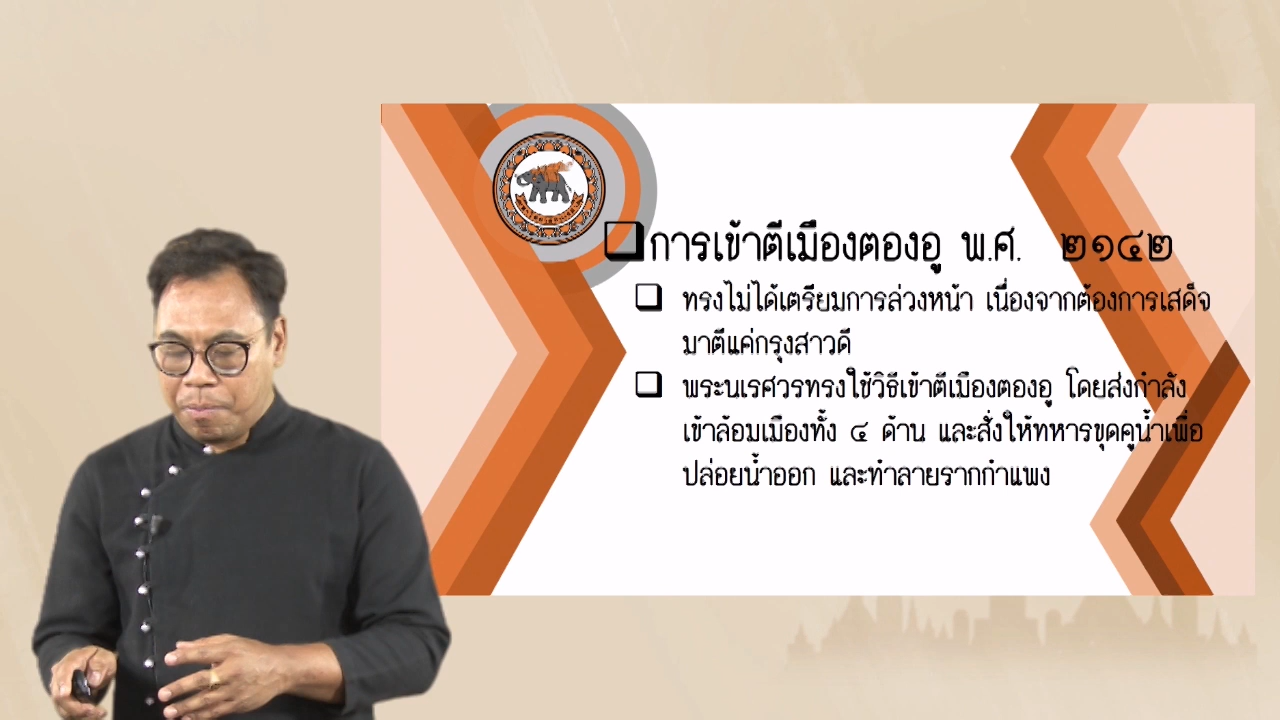 ❑การเข้าตีเมืองตองอู พ.ศ. ๒๑๔๒
❑ ทรงไม่ได้เตรียมการล่วงหน้า เนื่องจากต้องการเสด็จ
มาตีแค่กรุงสาวดี
❑ พระนเรศวรทรงใช้วิธีเข้าตีเมืองตองอู โดยส่งกำลัง
เข้าล้อมเมืองทั้ง ๔ ด้าน และสั่งให้ทหารขุดคูน้ำเพื่อ
ปล่อยน้ำออก และทำลายรากกำแพง